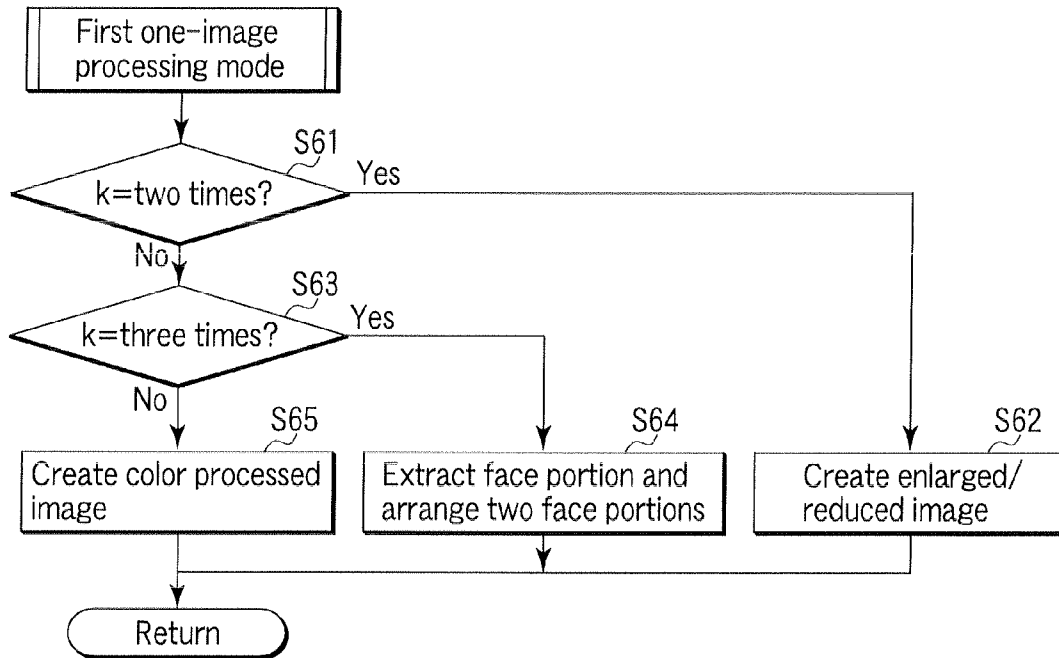 First one-image
processing mode
S61
k=two times?
Yes
No
S63
k=three times?
Yes
No
S65
Create color processed
image
S64
Extract face portion and
arrange two face portions
S62
Create enlarged/
reduced image
Return